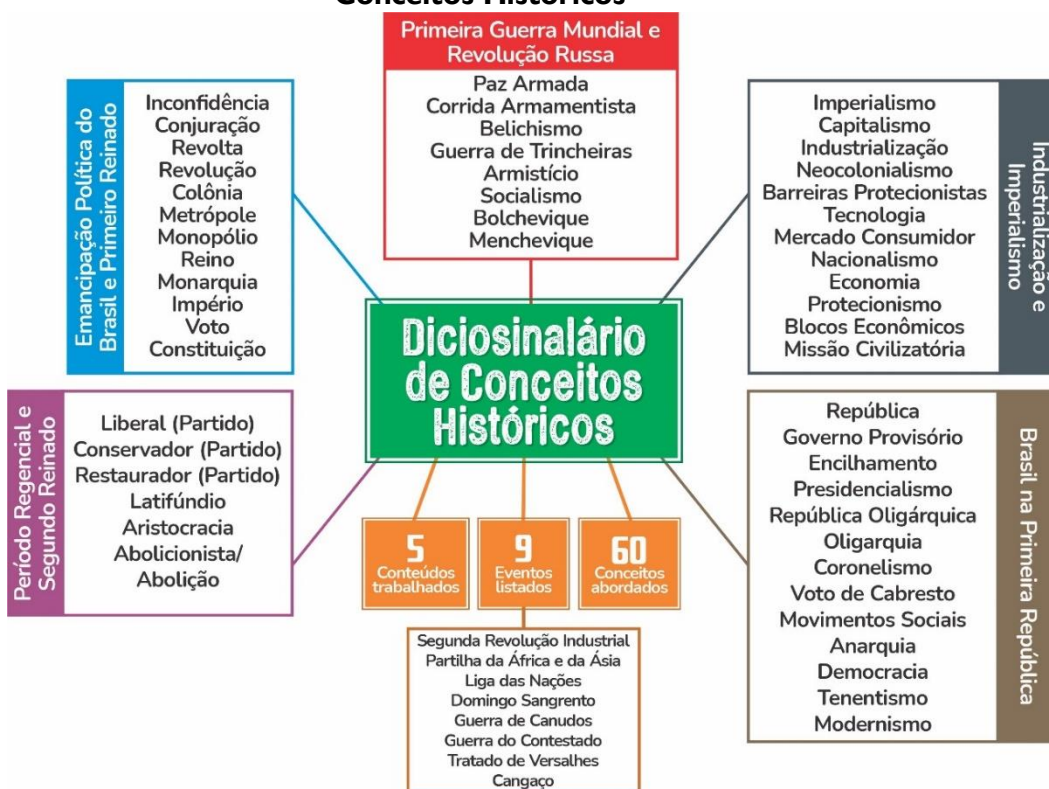 Conceitos Históricos
Primeira Guerra Mundial e
Revolução Russa
Paz Armada
Corrida Armamentista
Belichismo
Guerra de Trincheiras
Armistício
Socialismo
Bolchevique
Menchevique
Emancipação Política do
Brasil e Primeiro Reinado
Inconfidência
Conjuração
Revolta
Revolução
Colônia
Metrópole
Monopólio
Reino
Monarquia
Império
Voto
Constituição
Industrialização e
Imperialismo
Imperialismo
Capitalismo
Industrialização
Neocolonialismo
Barreiras Protecionistas
Tecnologia
Mercado Consumidor
Nacionalismo
Economia
Protecionismo
Blocos Econômicos
Missão Civilizatória
Diciosinalário
de Conceitos
Históricos
Período Regencial e
Segundo Reinado
Liberal (Partido)
Conservador (Partido)
Restaurador (Partido)
Latifúndio
Aristocracia
Abolicionista/
Abolição
Brasil na Primeira República
República
Governo Provisório
Encilhamento
Presidencialismo
República Oligárquica
Oligarquia
Coronelismo
Voto de Cabresto
Movimentos Sociais
Anarquia
Democracia
Tenentismo
Modernismo
5
Conteúdos
trabalhados
9
Eventos
listados
60
Conceitos
abordados
Segunda Revolução Industrial
Partilha da África e da Ásia
Liga das Nações
Domingo Sangrento
Guerra de Canudos
Guerra do Contestado
Tratado de Versalhes
Cangaço